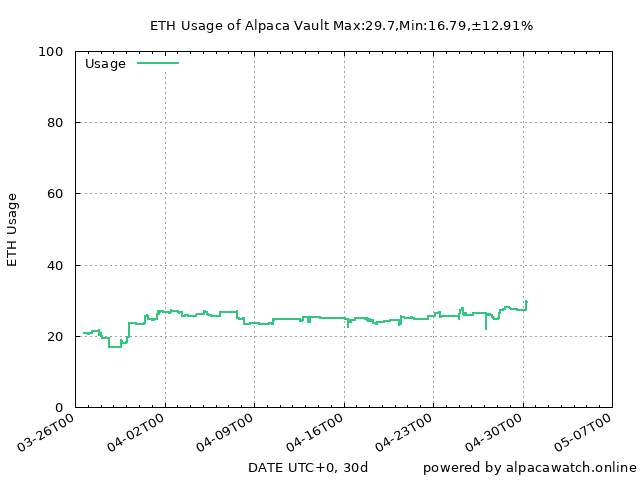 ETH Usage of Alpaca Vault Max:29.7,Min:16.79,±12.91%
Usage
100
80
60
40
20
0
ETH Usage
03-26T00 04-02T00 04-09T00 04-16T00 04-23T00 04-30T00 05-07T00
DATE UTC+0, 30d powered by alpacawatch.online